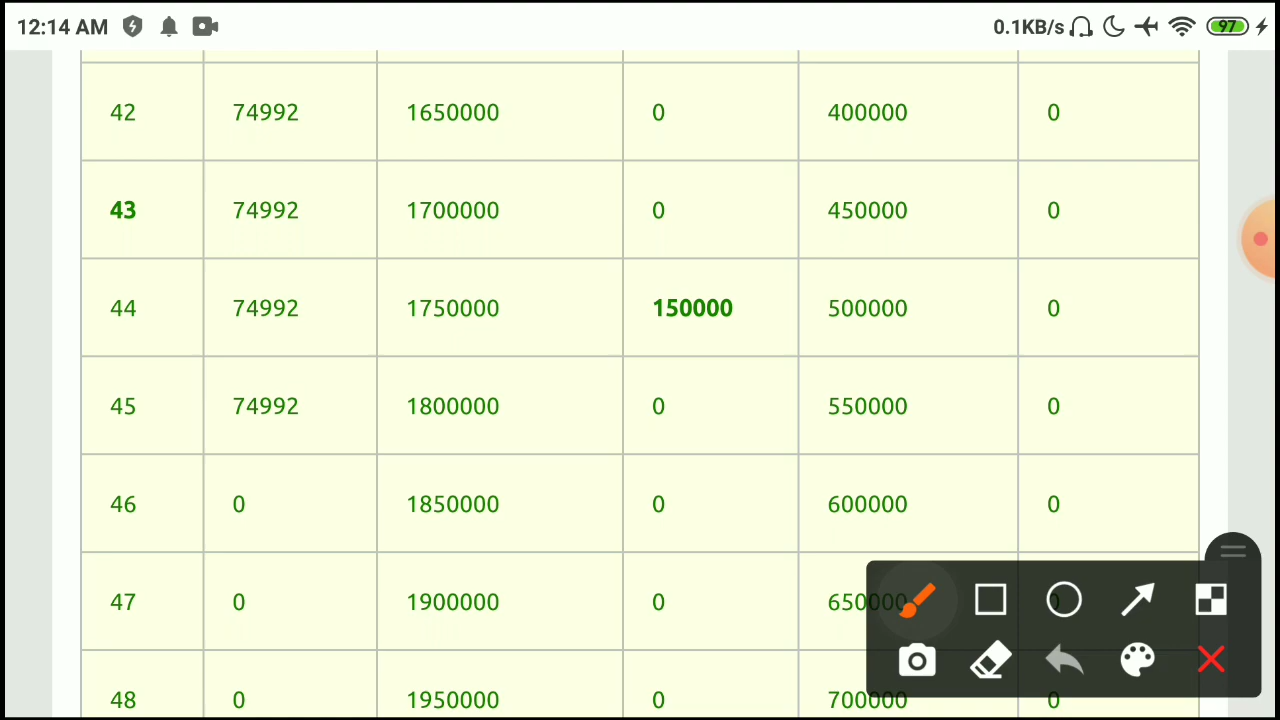 12:14 AM 0.1KB/s 97
42 74992 1650000 0 400000 0
43 74992 1700000 0 450000 0
44 74992 1750000 150000 500000 0
45 74992 1800000 0 550000 0
46 0 1850000 0 600000 0
47 0 1900000 0 650000 0
48 0 1950000 0 700000 0